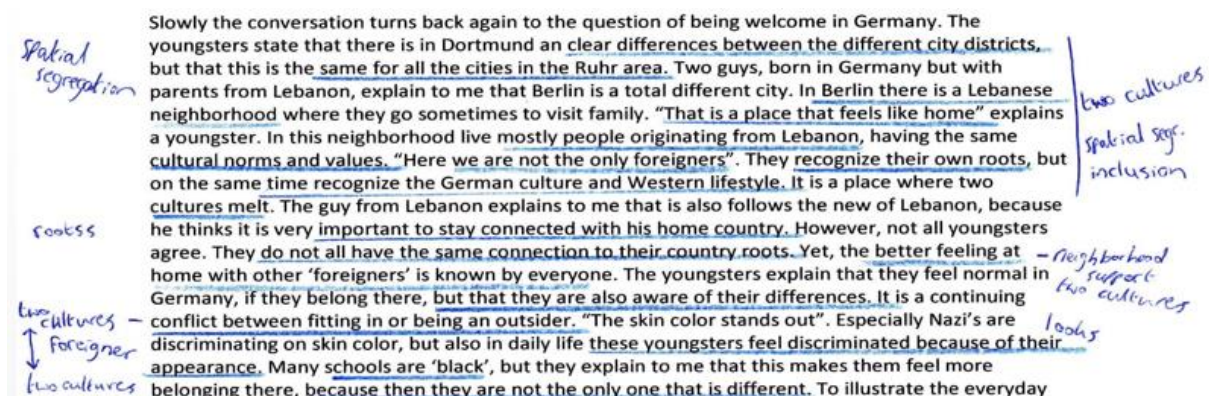 Slowly the conversation turns back again to the question of being welcome in Germany. The
youngsters state that there is in Dortmund an clear differences between the different city districts,
but that this is the same for all the cities in the Ruhr area. Two guys, born in Germany but with
parents from Lebanon, explain to me that Berlin is a total different city. In Berlin there is a Lebanese
neighborhood where they go sometimes to visit family. “That is a place that feels like home” explains
a youngster. In this neighborhood live mostly people originating from Lebanon, having the same
cultural norms and values. “Here we are not the only foreigners”. They recognize their own roots, but
on the same time recognize the German culture and Western lifestyle. It is a place where two
cultures melt. The guy from Lebanon explains to me that is also follows the new of Lebanon, because
he thinks it is very important to stay connected with his home country. However, not all youngsters
agree. They do not all have the same connection to their country roots. Yet, the better feeling at
home with other ‘foreigners’ is known by everyone. The youngsters explain that they feel normal in
Germany, if they belong there, but that they are also aware of their differences. It is a continuing
conflict between fitting in or being an outsider. “The skin color stands out”. Especially Nazi’s are
discriminating on skin color, but also in daily life these youngsters feel discriminated because of their
appearance. Many schools are ‘black’, but they explain to me that this makes them feel more
belonging there, because then they are not the only one that is different. To illustrate the everyday
spatial
segregation
rootss
two
cultures –
foreigner
two cultures
two cultures
spatial segr.
inclusion
– neighborhood
support
two cultures
looks